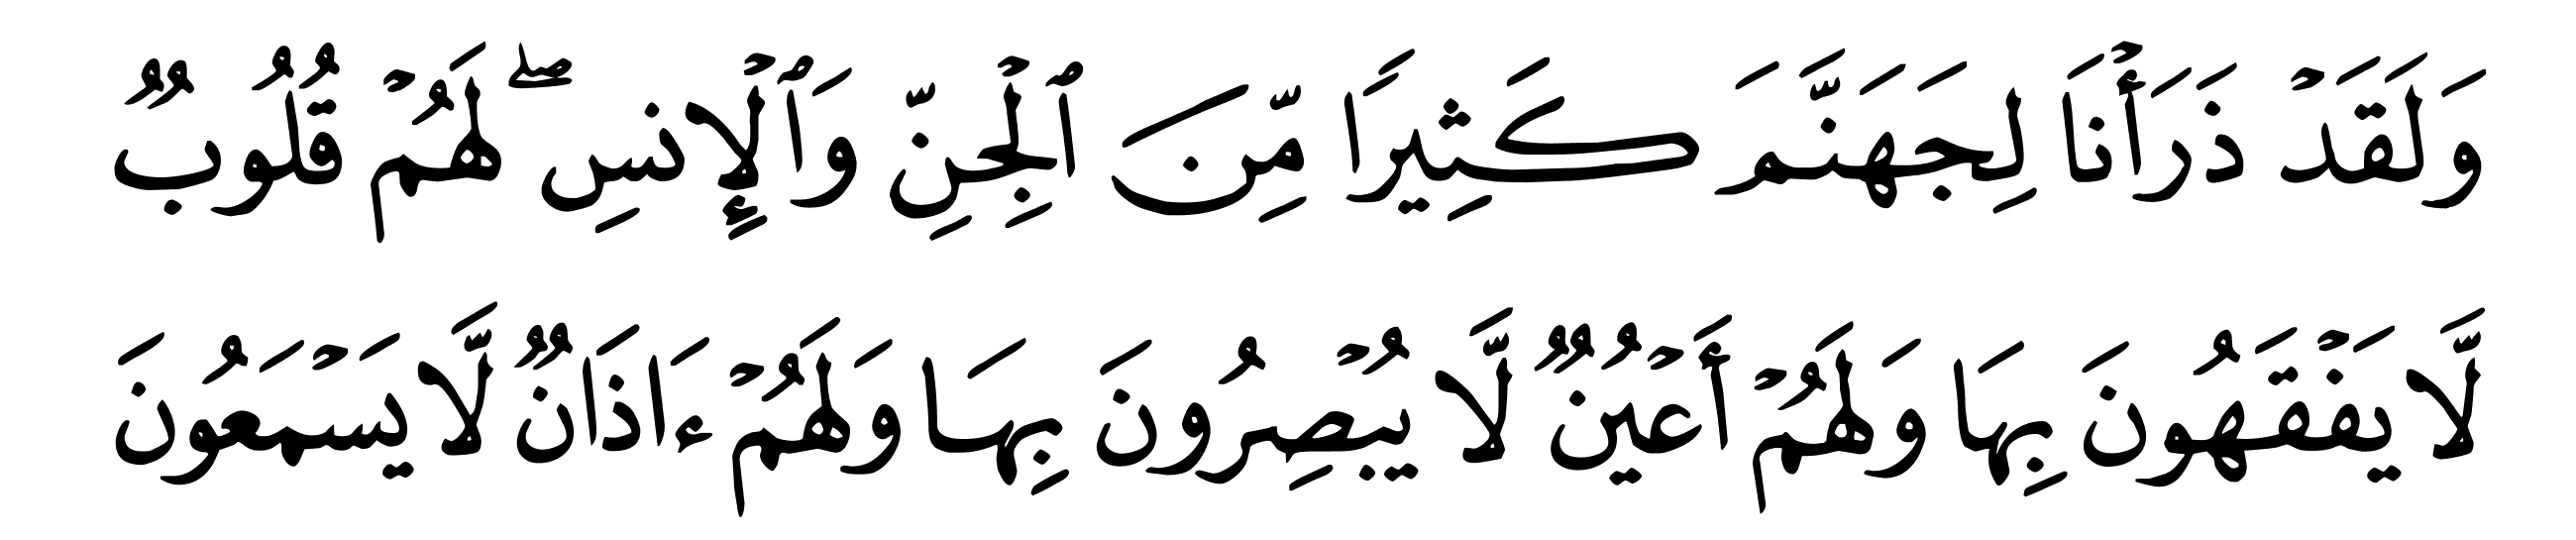 وَلَقَدْ ذَرَأْنَا لِجَهَنَّمَ كَثِيرًا مِّنَ ٱلْجِنِّ وَٱلْإِنسِ ۖ لَهُمْ قُلُوبٌ
لَّا يَفْقَهُونَ بِهَا وَلَهُمْ أَعْيُنٌ لَّا يُبْصِرُونَ بِهَا وَلَهُمْ ءَاذَانٌ لَّا يَسْمَعُونَ